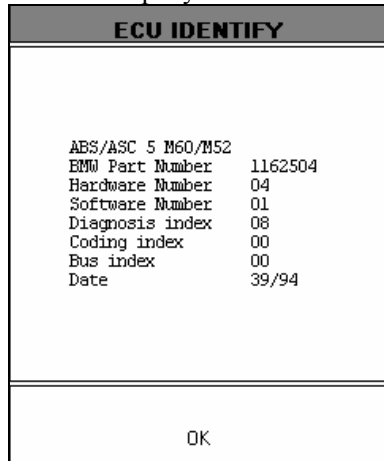 ECU IDENTIFY
ABS/ASC 5 M60/M52
BMW Part Number 1162504
Hardware Number 04
Software Number 01
Diagnosis index 08
Coding index 00
Bus index 00
Date 39/94
OK